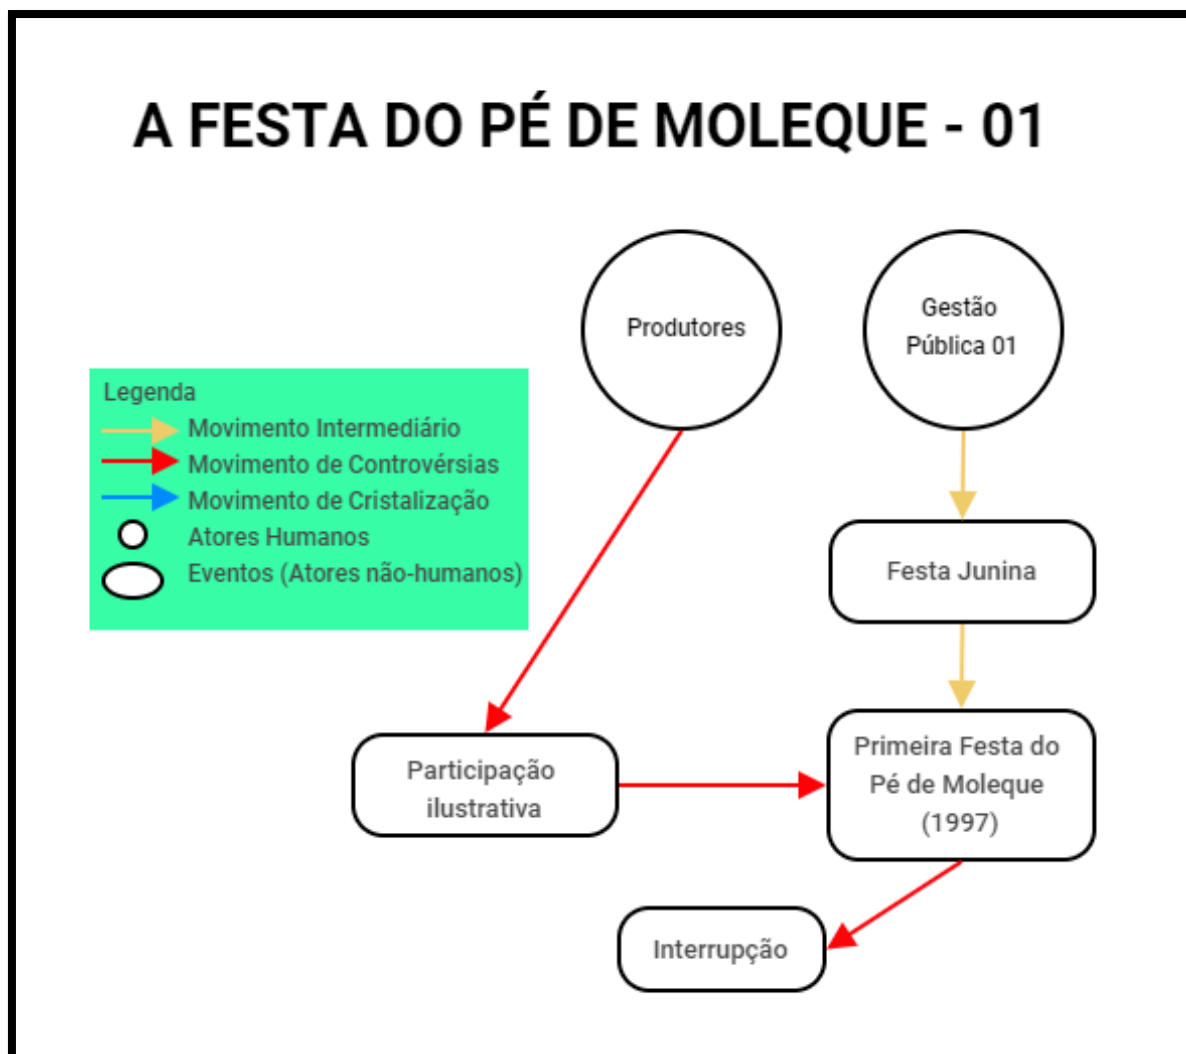 A FESTA DO PÉ DE MOLEQUE - 01
Produtores
Gestão
Pública 01
Legenda
Movimento Intermediário
Movimento de Controvérsias
Movimento de Cristalização
Atores Humanos
Eventos (Atores não-humanos)
Festa Junina
Participação
ilustrativa
Primeira Festa do
Pé de Moleque
(1997)
Interrupção